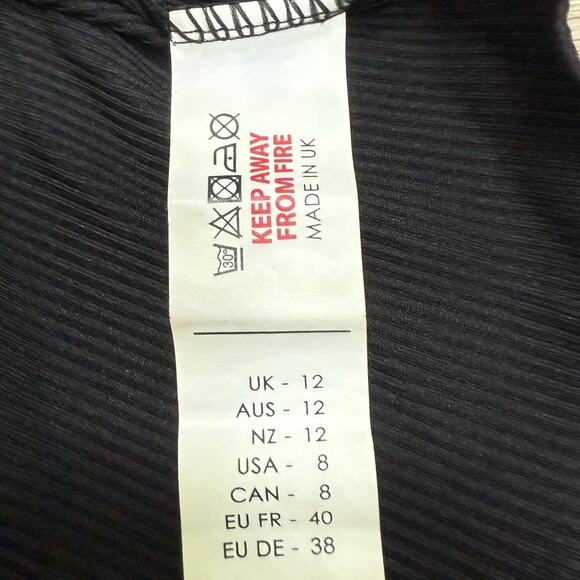 30°
KEEP AWAY
FROM FIRE
MADE IN UK
UK - 12
AUS - 12
NZ - 12
USA - 8
CAN - 8
EU FR - 40
EU DE - 38